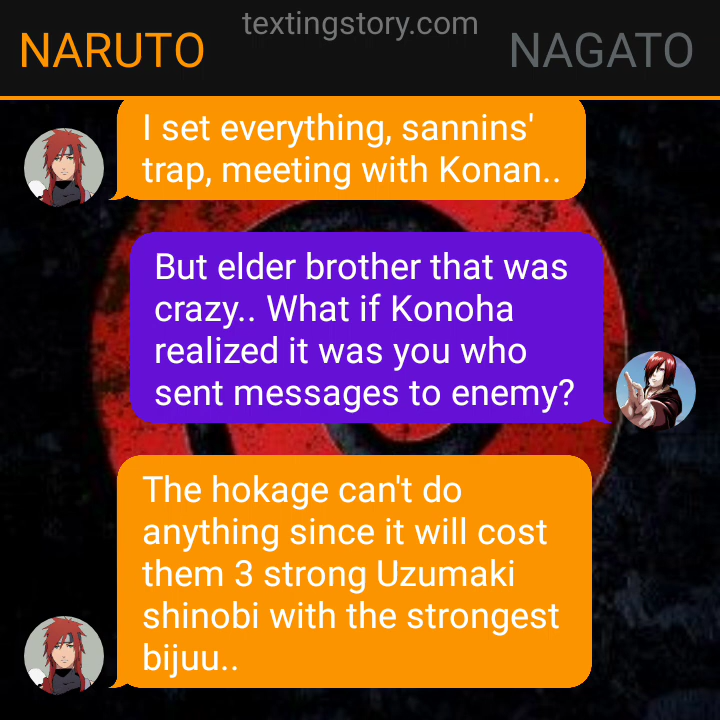 textingstory.com
NARUTO
NAGATO
I set everything, sannins'
trap, meeting with Konan..
But elder brother that was
crazy.. What if Konoha
realized it was you who
sent messages to enemy?
The hokage can't do
anything since it will cost
them 3 strong Uzumaki
shinobi with the strongest
bijuu..